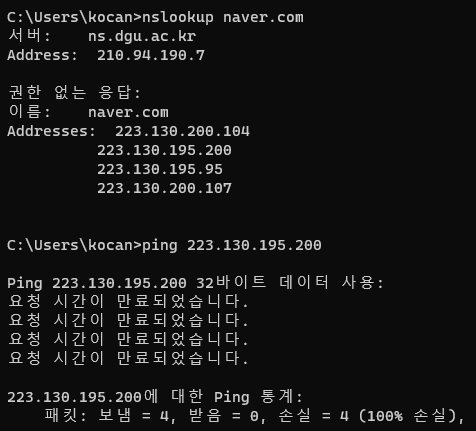 C:\Users\kocan>nslookup naver.com
서버:    ns.dgu.ac.kr
Address:  210.94.190.7

권한 없는 응답:
이름:    naver.com
Addresses:  223.130.200.104
          223.130.195.200
          223.130.195.95
          223.130.200.107

C:\Users\kocan>ping 223.130.195.200

Ping 223.130.195.200 32바이트 데이터 사용:
요청 시간이 만료되었습니다.
요청 시간이 만료되었습니다.
요청 시간이 만료되었습니다.
요청 시간이 만료되었습니다.

223.130.195.200에 대한 Ping 통계:
    패킷: 보냄 = 4, 받음 = 0, 손실 = 4 (100% 손실),